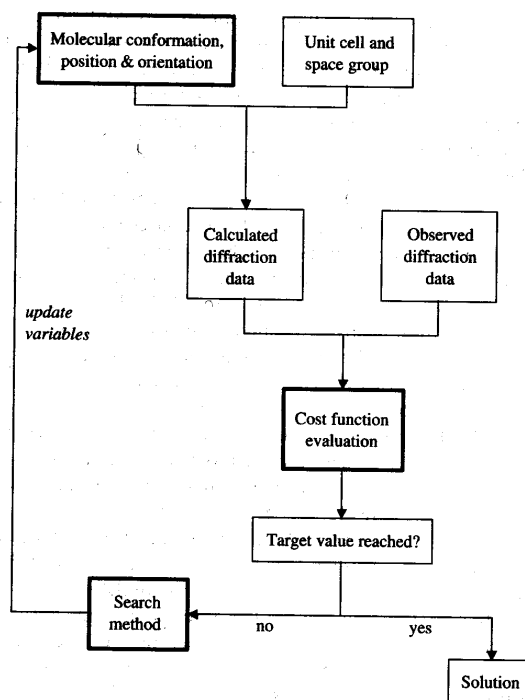 Molecular conformation,
position & orientation
Unit cell and
space group
Calculated
diffraction
data
Observed
diffraction
data
update
variables
Cost function
evaluation
Target value reached?
Search
method
no
yes
Solution